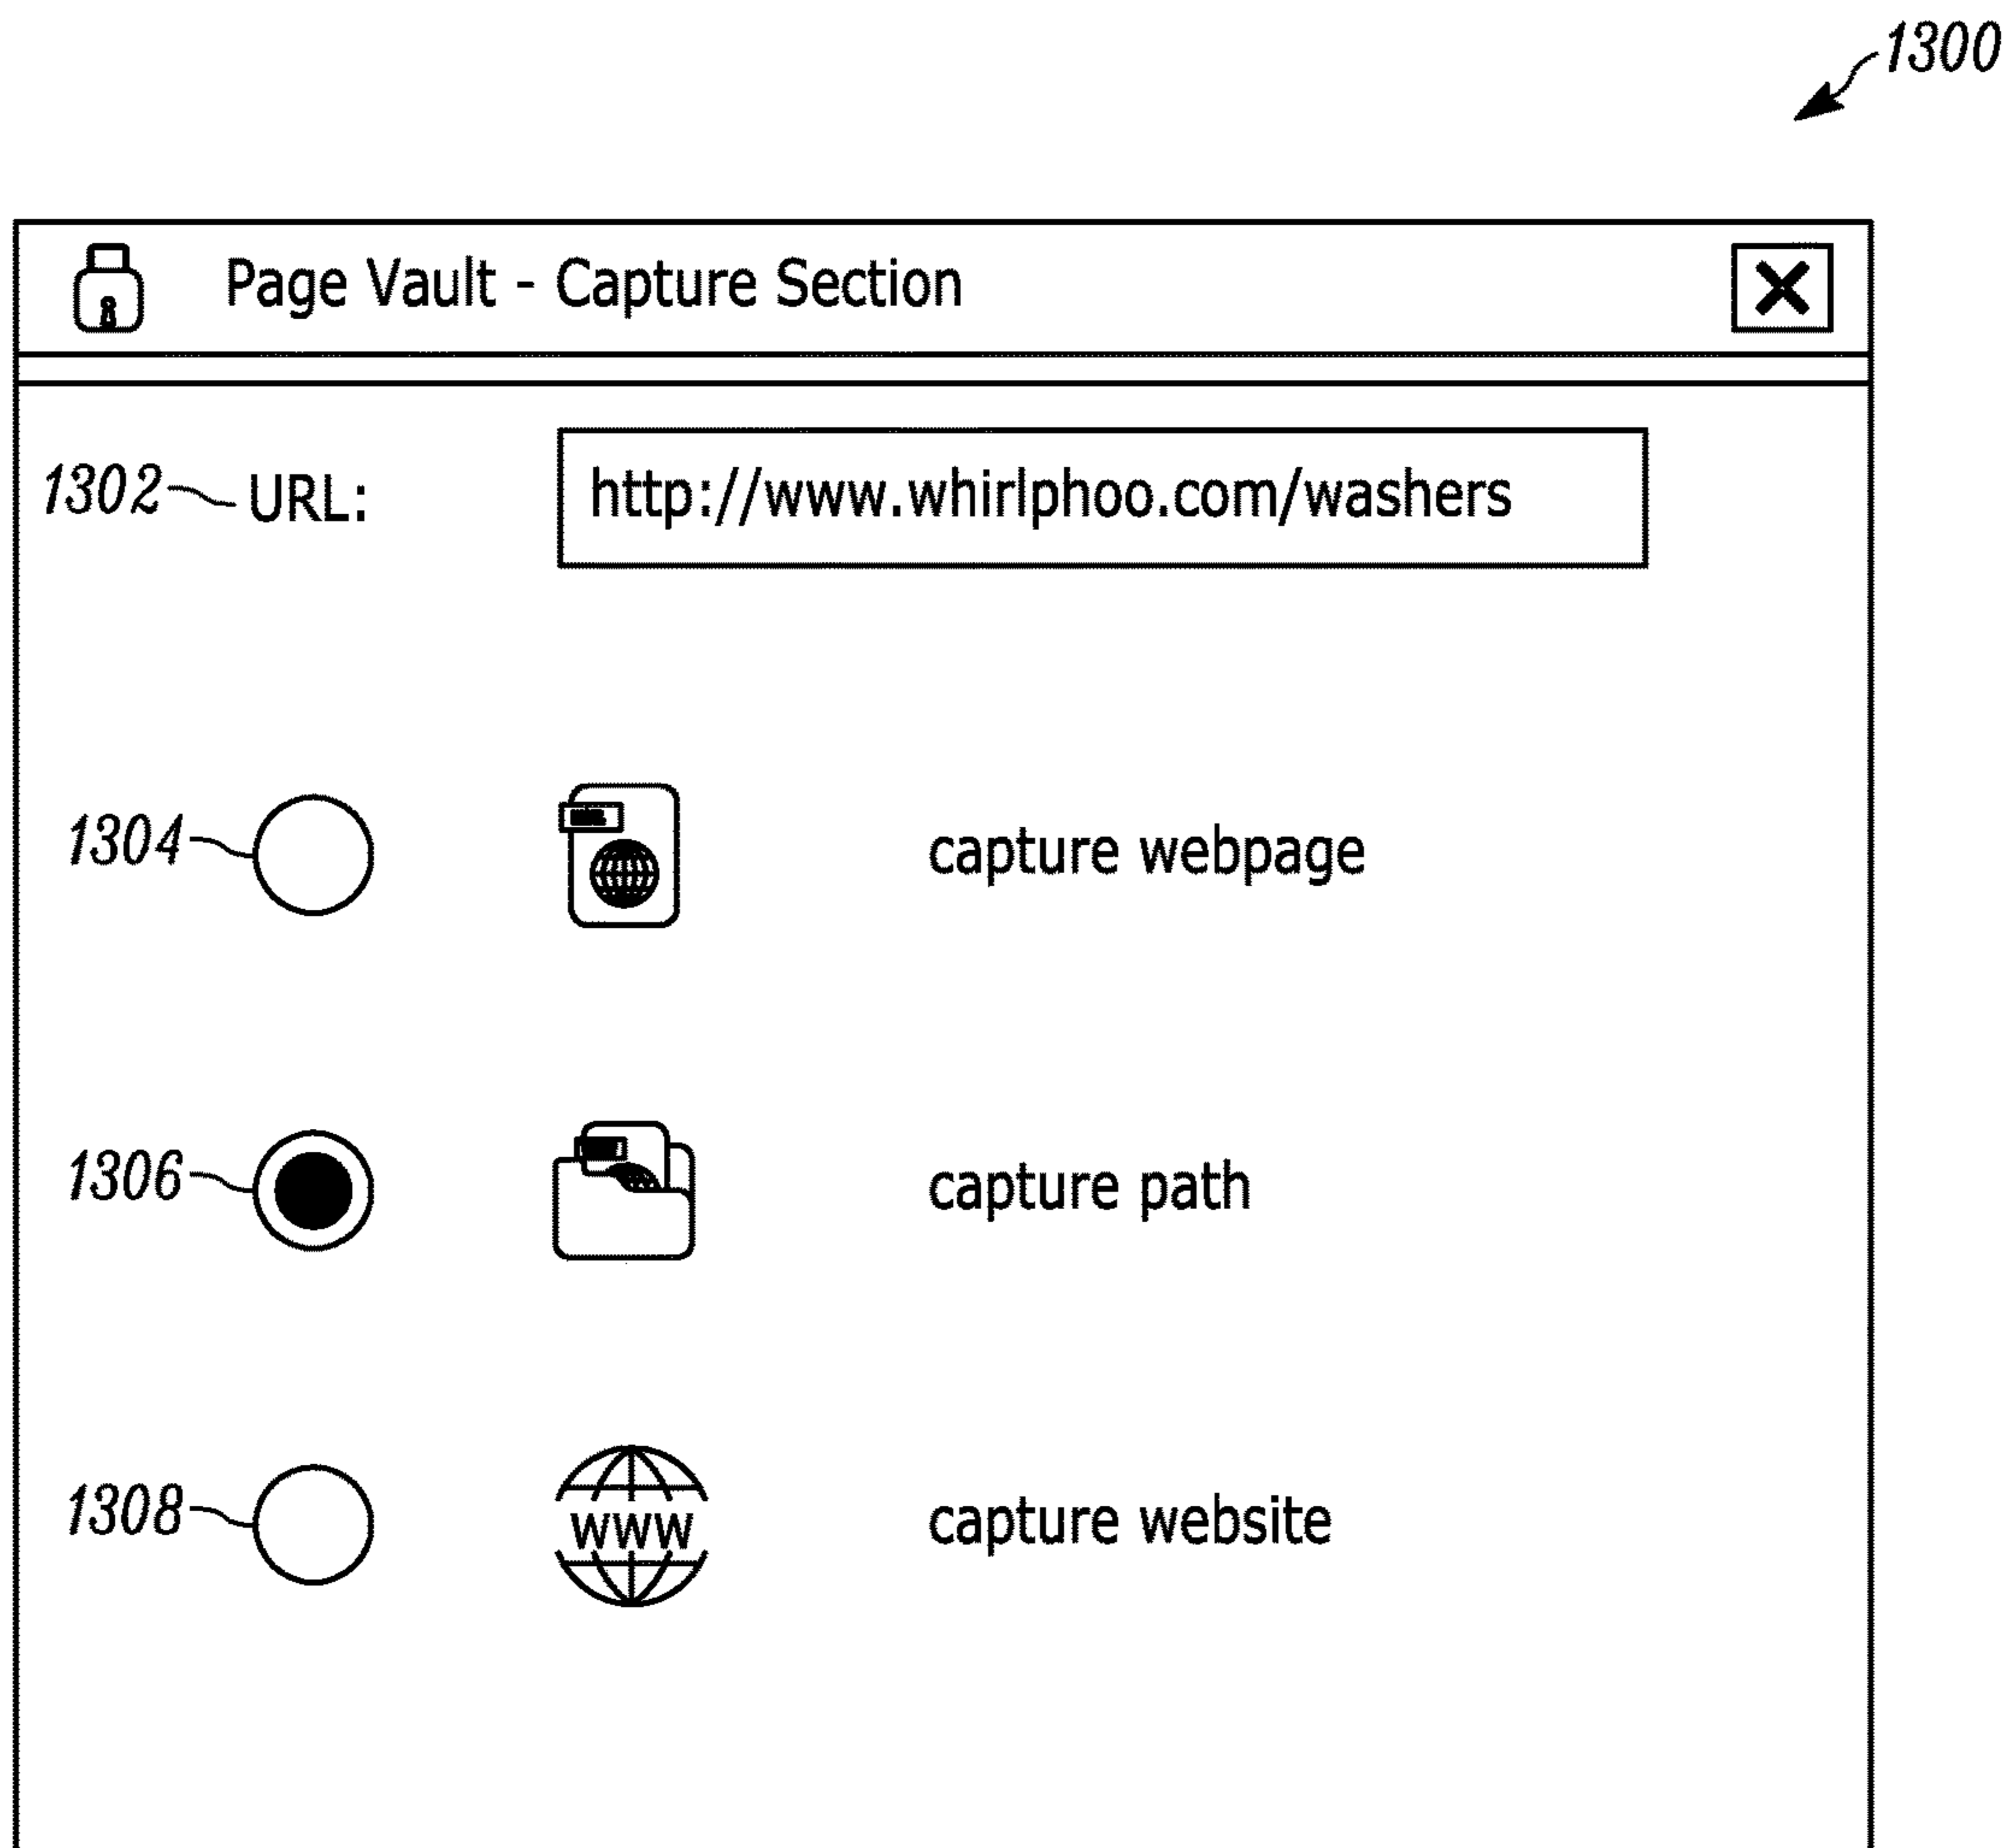 1300
Page Vault - Capture Section
1302 URL: http://www.whirlphoo.com/washers
1304 capture webpage
1306 capture path
1308 WWW capture website